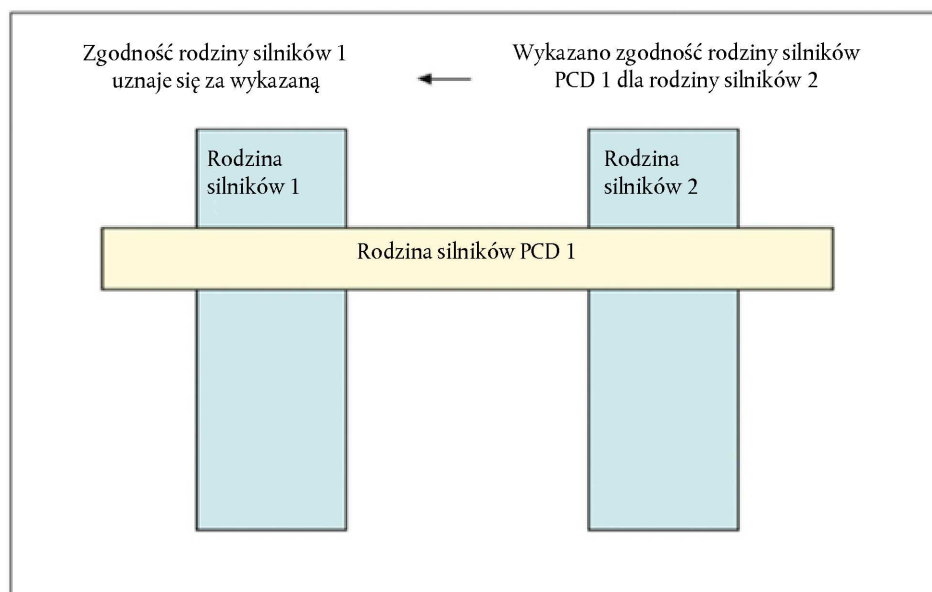 Zgodność rodziny silników 1
uznaje się za wykazaną
Wykazano zgodność rodziny silników
PCD 1 dla rodziny silników 2
Rodzina
silników 1
Rodzina
silników 2
Rodzina silników PCD 1